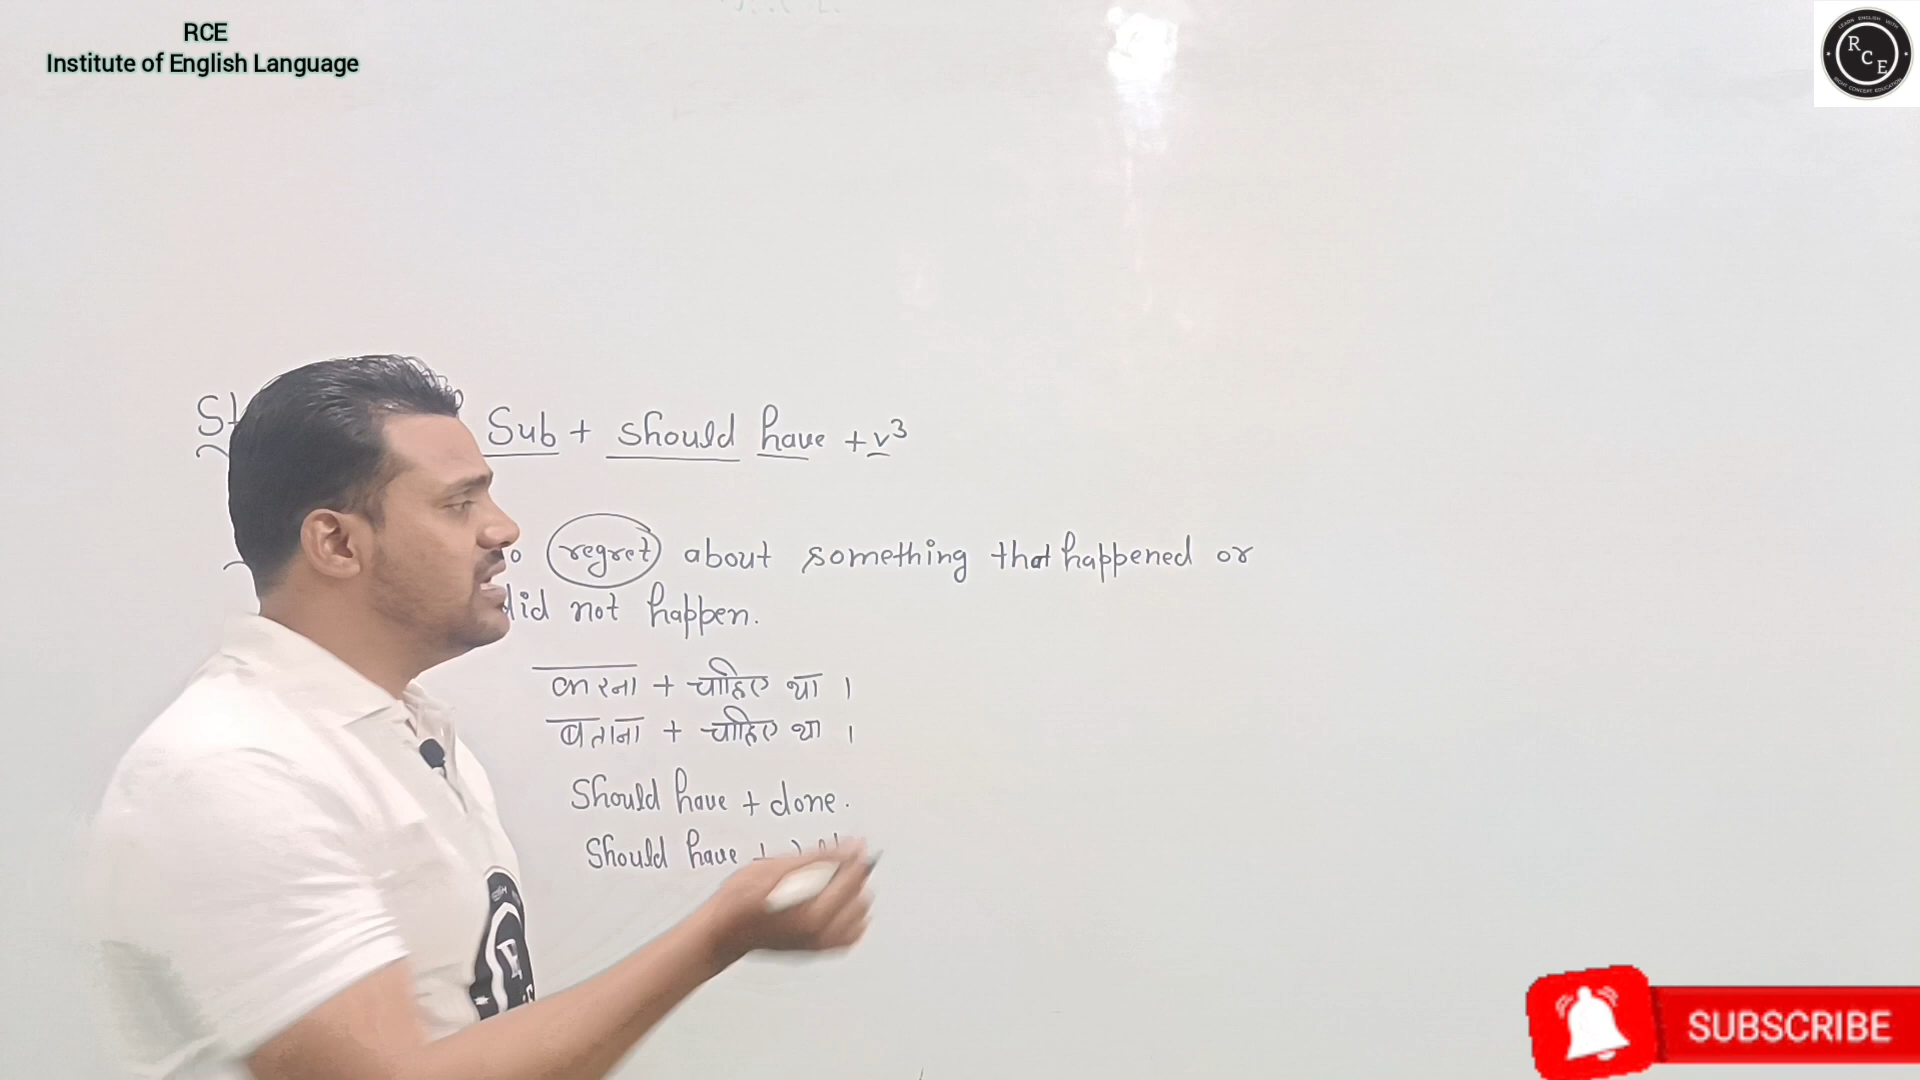 RCE
Institute of English Language
R C E
Sub + should have + v3
regret about something that happened or
did not happen.
करना + चाहिए था ।
बताना + चाहिए था ।
Should have + done.
Should have +
SUBSCRIBE